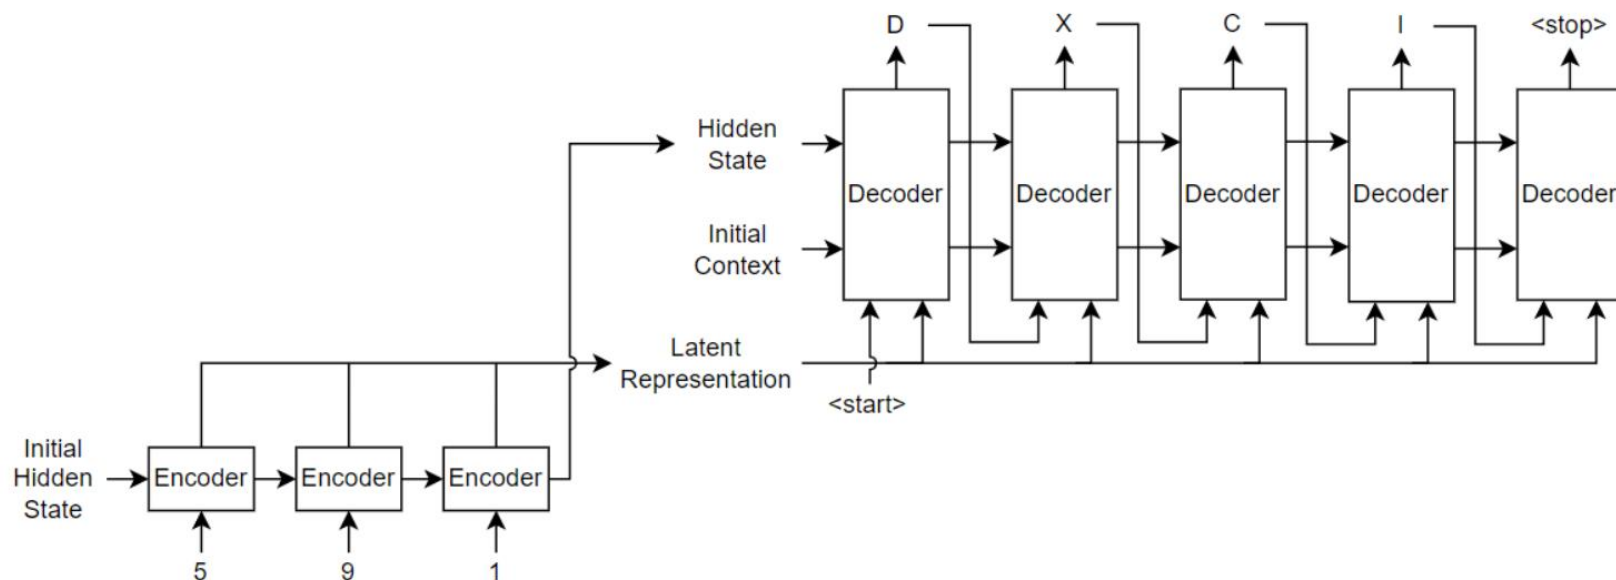 D X C I <stop>
Hidden
State
Decoder Decoder Decoder Decoder Decoder
Initial
Context
Latent
Representation
<start>
Initial
Hidden
State
Encoder Encoder Encoder
5 9 1